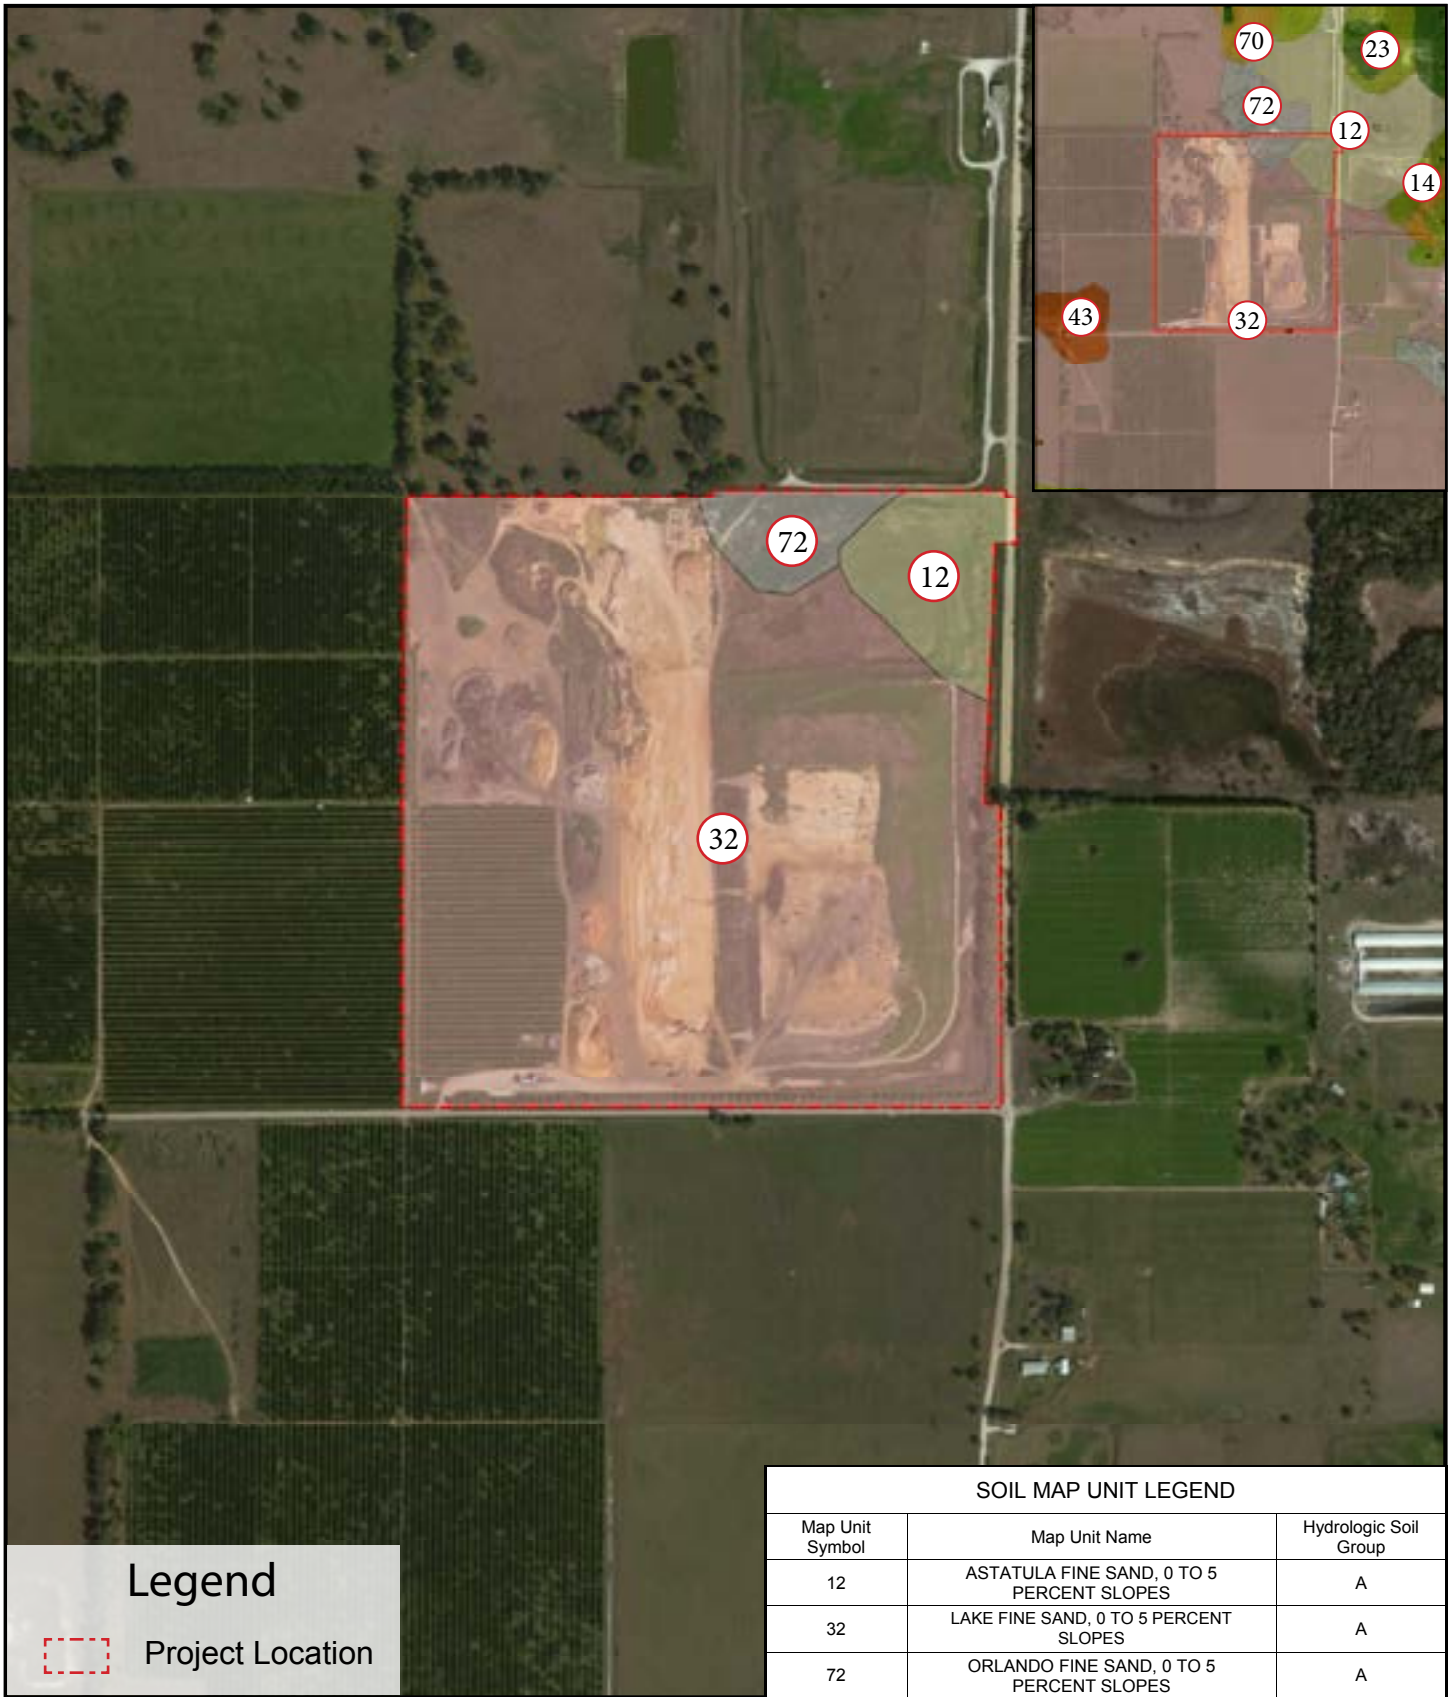 70
23
72
12
14
43
32
72
12
32
SOIL MAP UNIT LEGEND
Map Unit
Symbol
Map Unit Name
Hydrologic Soil
Group
12
ASTATULA FINE SAND, 0 TO 5
PERCENT SLOPES
A
32
LAKE FINE SAND, 0 TO 5 PERCENT
SLOPES
A
72
ORLANDO FINE SAND, 0 TO 5
PERCENT SLOPES
A
Legend
Project Location